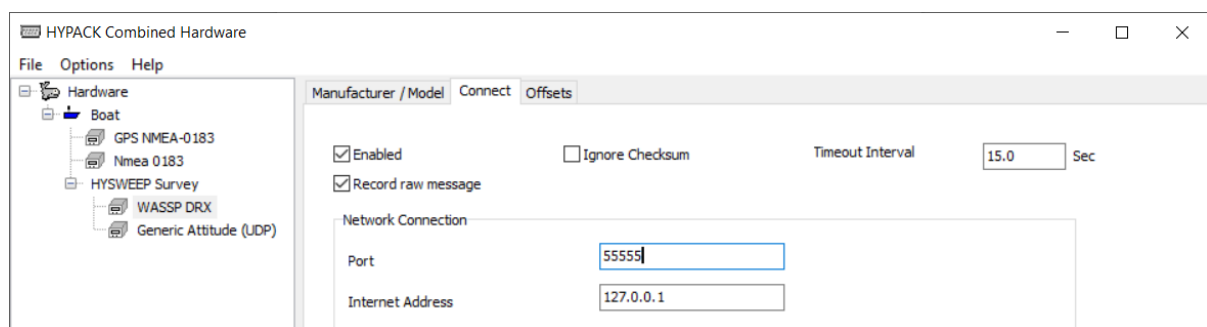 HYPACK Combined Hardware
File Options Help
Hardware
Boat
GPS NMEA-0183
Nmea 0183
HYSWEEP Survey
WASSP DRX
Generic Attitude (UDP)
Manufacturer / Model Connect Offsets
Enabled Ignore Checksum Timeout Interval 15.0 Sec
Record raw message
Network Connection
Port 55555
Internet Address 127.0.0.1